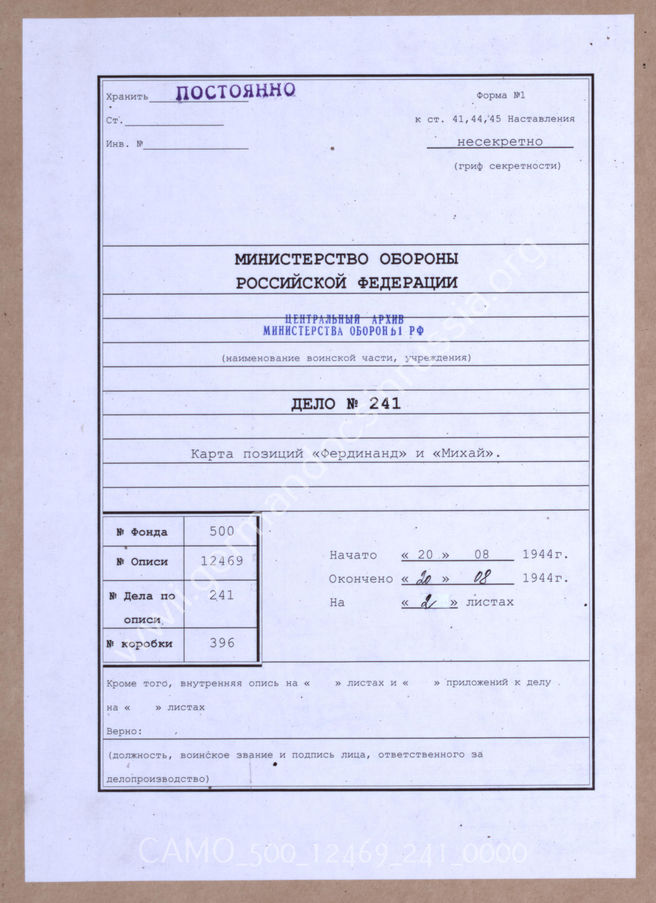 Хранить ПОСТОЯННО
Форма №1
Ст.
к ст. 41,44,45 Наставления
Инв. №
несекретно
(гриф секретности)
МИНИСТЕРСТВО ОБОРОНЫ
РОССИЙСКОЙ ФЕДЕРАЦИИ
ЦЕНТРАЛЬНЫЙ АРХИВ
МИНИСТЕРСТВА ОБОРОНЫ РФ
(наименование воинской части, учреждения)
ДЕЛО № 241
Карта позиций «Фердинанд» и «Михай».
№ Фонда 500
№ Описи 12469
№ Дела по описи 241
№ коробки 396
Начато « 20 » 08 1944г.
Окончено « 20 » 08 1944г.
На « 2 » листах
Кроме того, внутренняя опись на « » листах и « » приложений к делу
на « » листах
Верно:
(должность, воинское звание и подпись лица, ответственного за
делопроизводство)
www.germandocsinrussia.org
CAMO_500_12469_241_0000